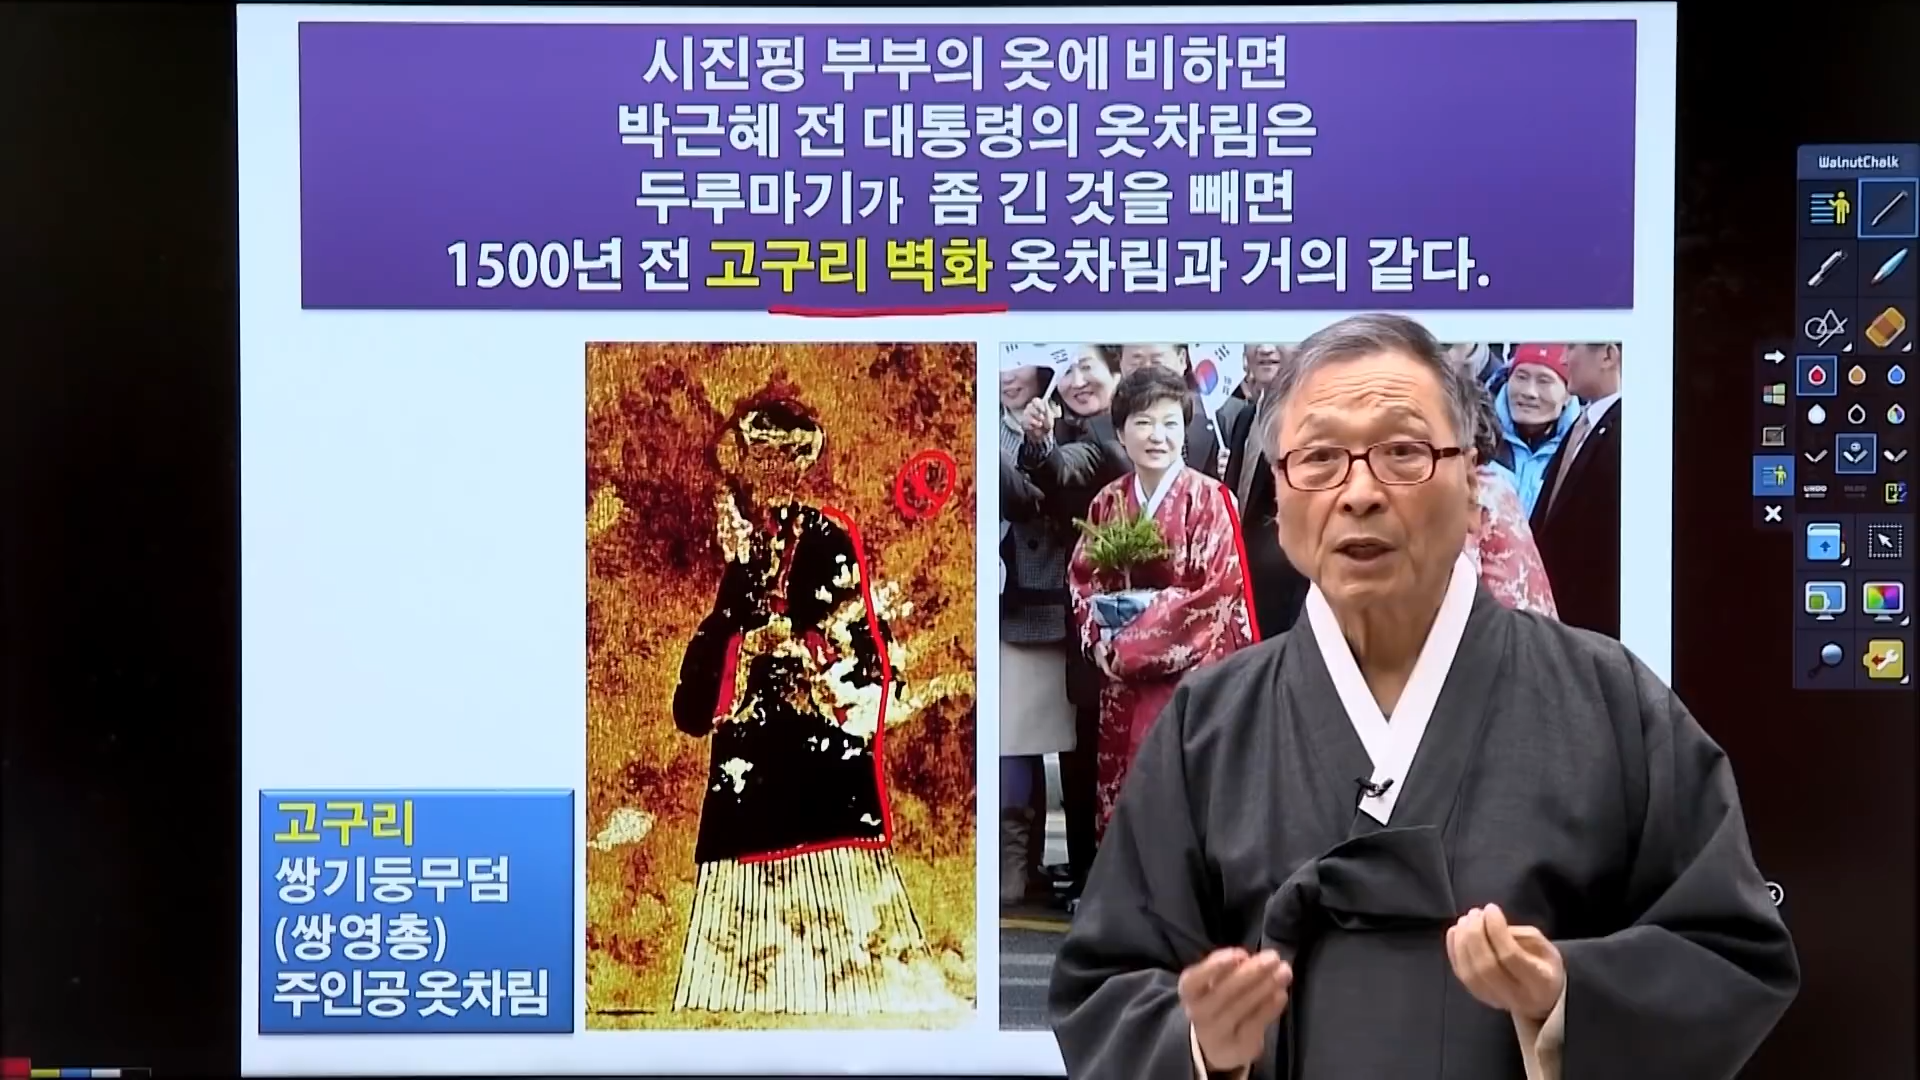 시진핑 부부의 옷에 비하면
박근혜 전 대통령의 옷차림은
두루마기가 좀 긴 것을 빼면
1500년 전 고구리 벽화 옷차림과 거의 같다.
고구리
쌍기둥무덤
(쌍영총)
주인공 옷차림
K
WalnutChalk
UNDO